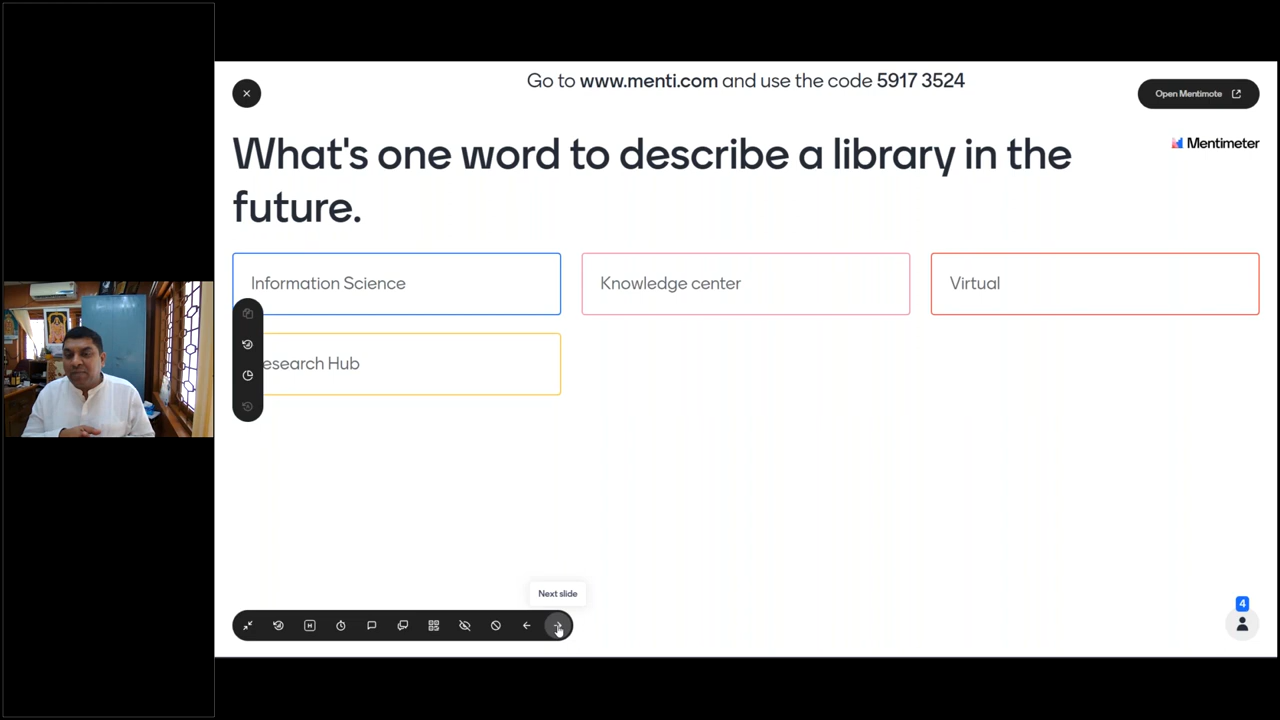 Go to www.menti.com and use the code 5917 3524
Open Mentimote
Mentimeter
What's one word to describe a library in the
future.
Information Science
Knowledge center
Virtual
esearch Hub
Next slide
H
4